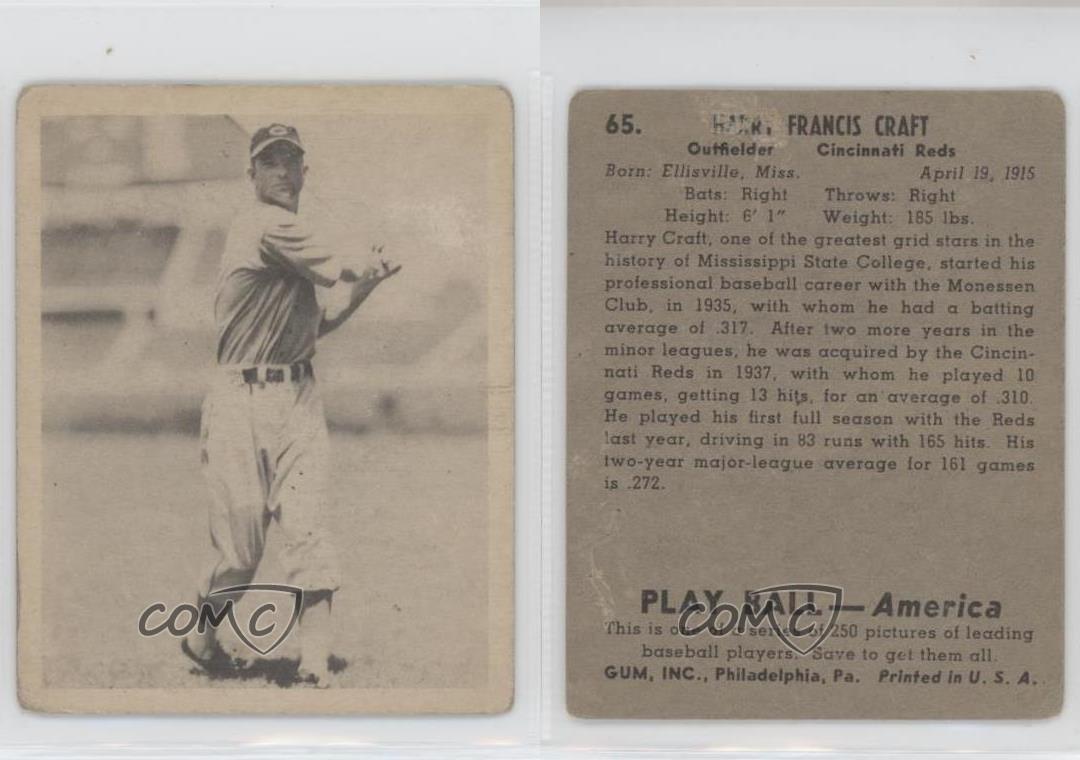 C
COMC
65. HARRY FRANCIS CRAFT
Outfielder Cincinnati Reds
Born: Ellisville, Miss. April 19, 1915
Bats: Right Throws: Right
Height: 6' 1" Weight: 185 lbs.
Harry Craft, one of the greatest grid stars in the
history of Mississippi State College, started his
professional baseball career with the Monessen
Club, in 1935, with whom he had a batting
average of .317. After two more years in the
minor leagues, he was acquired by the Cincin-
nati Reds in 1937, with whom he played 10
games, getting 13 hits, for an average of .310.
He played his first full season with the Reds
last year, driving in 83 runs with 165 hits. His
two-year major-league average for 161 games
is .272.
PLAY BALL — America
COMC
This is one of a series of 250 pictures of leading
baseball players. Save to get them all.
GUM, INC., Philadelphia, Pa. Printed in U. S. A.